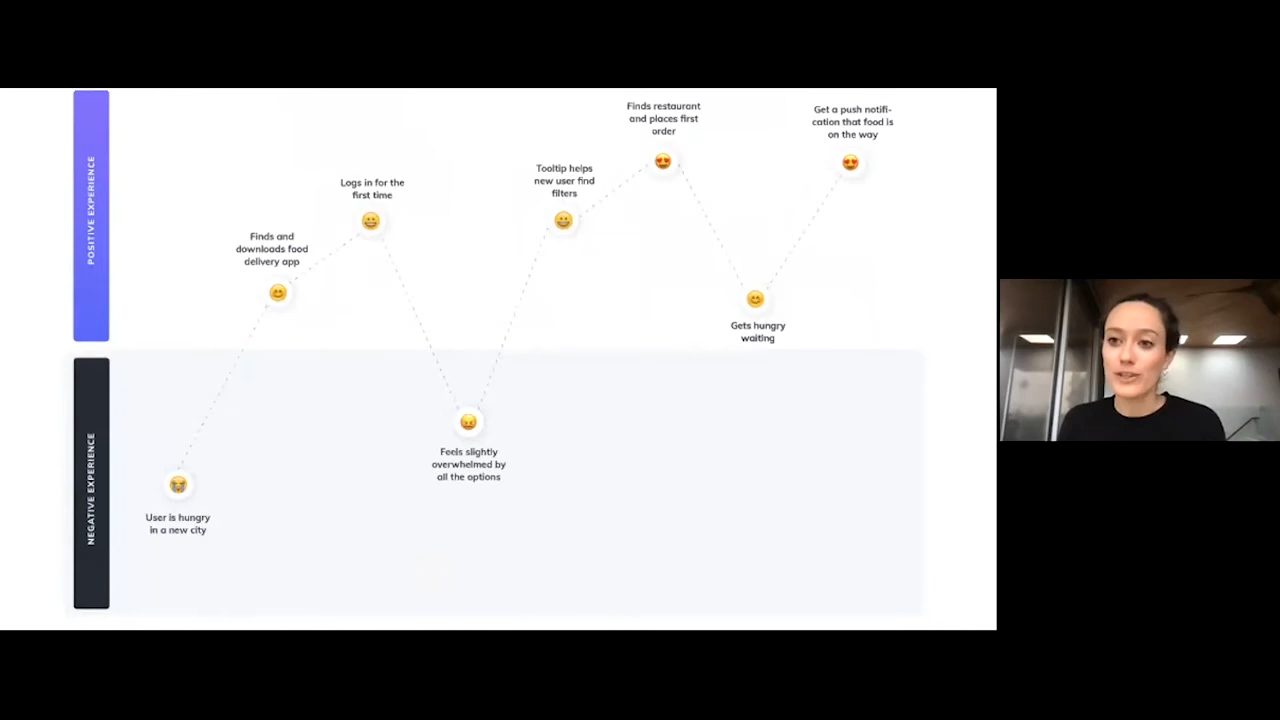 POSITIVE EXPERIENCE
NEGATIVE EXPERIENCE
User is hungry
in a new city
Finds and
downloads food
delivery app
Logs in for the
first time
Feels slightly
overwhelmed by
all the options
Tooltip helps
new user find
filters
Finds restaurant
and places first
order
Gets hungry
waiting
Get a push notifi-
cation that food is
on the way